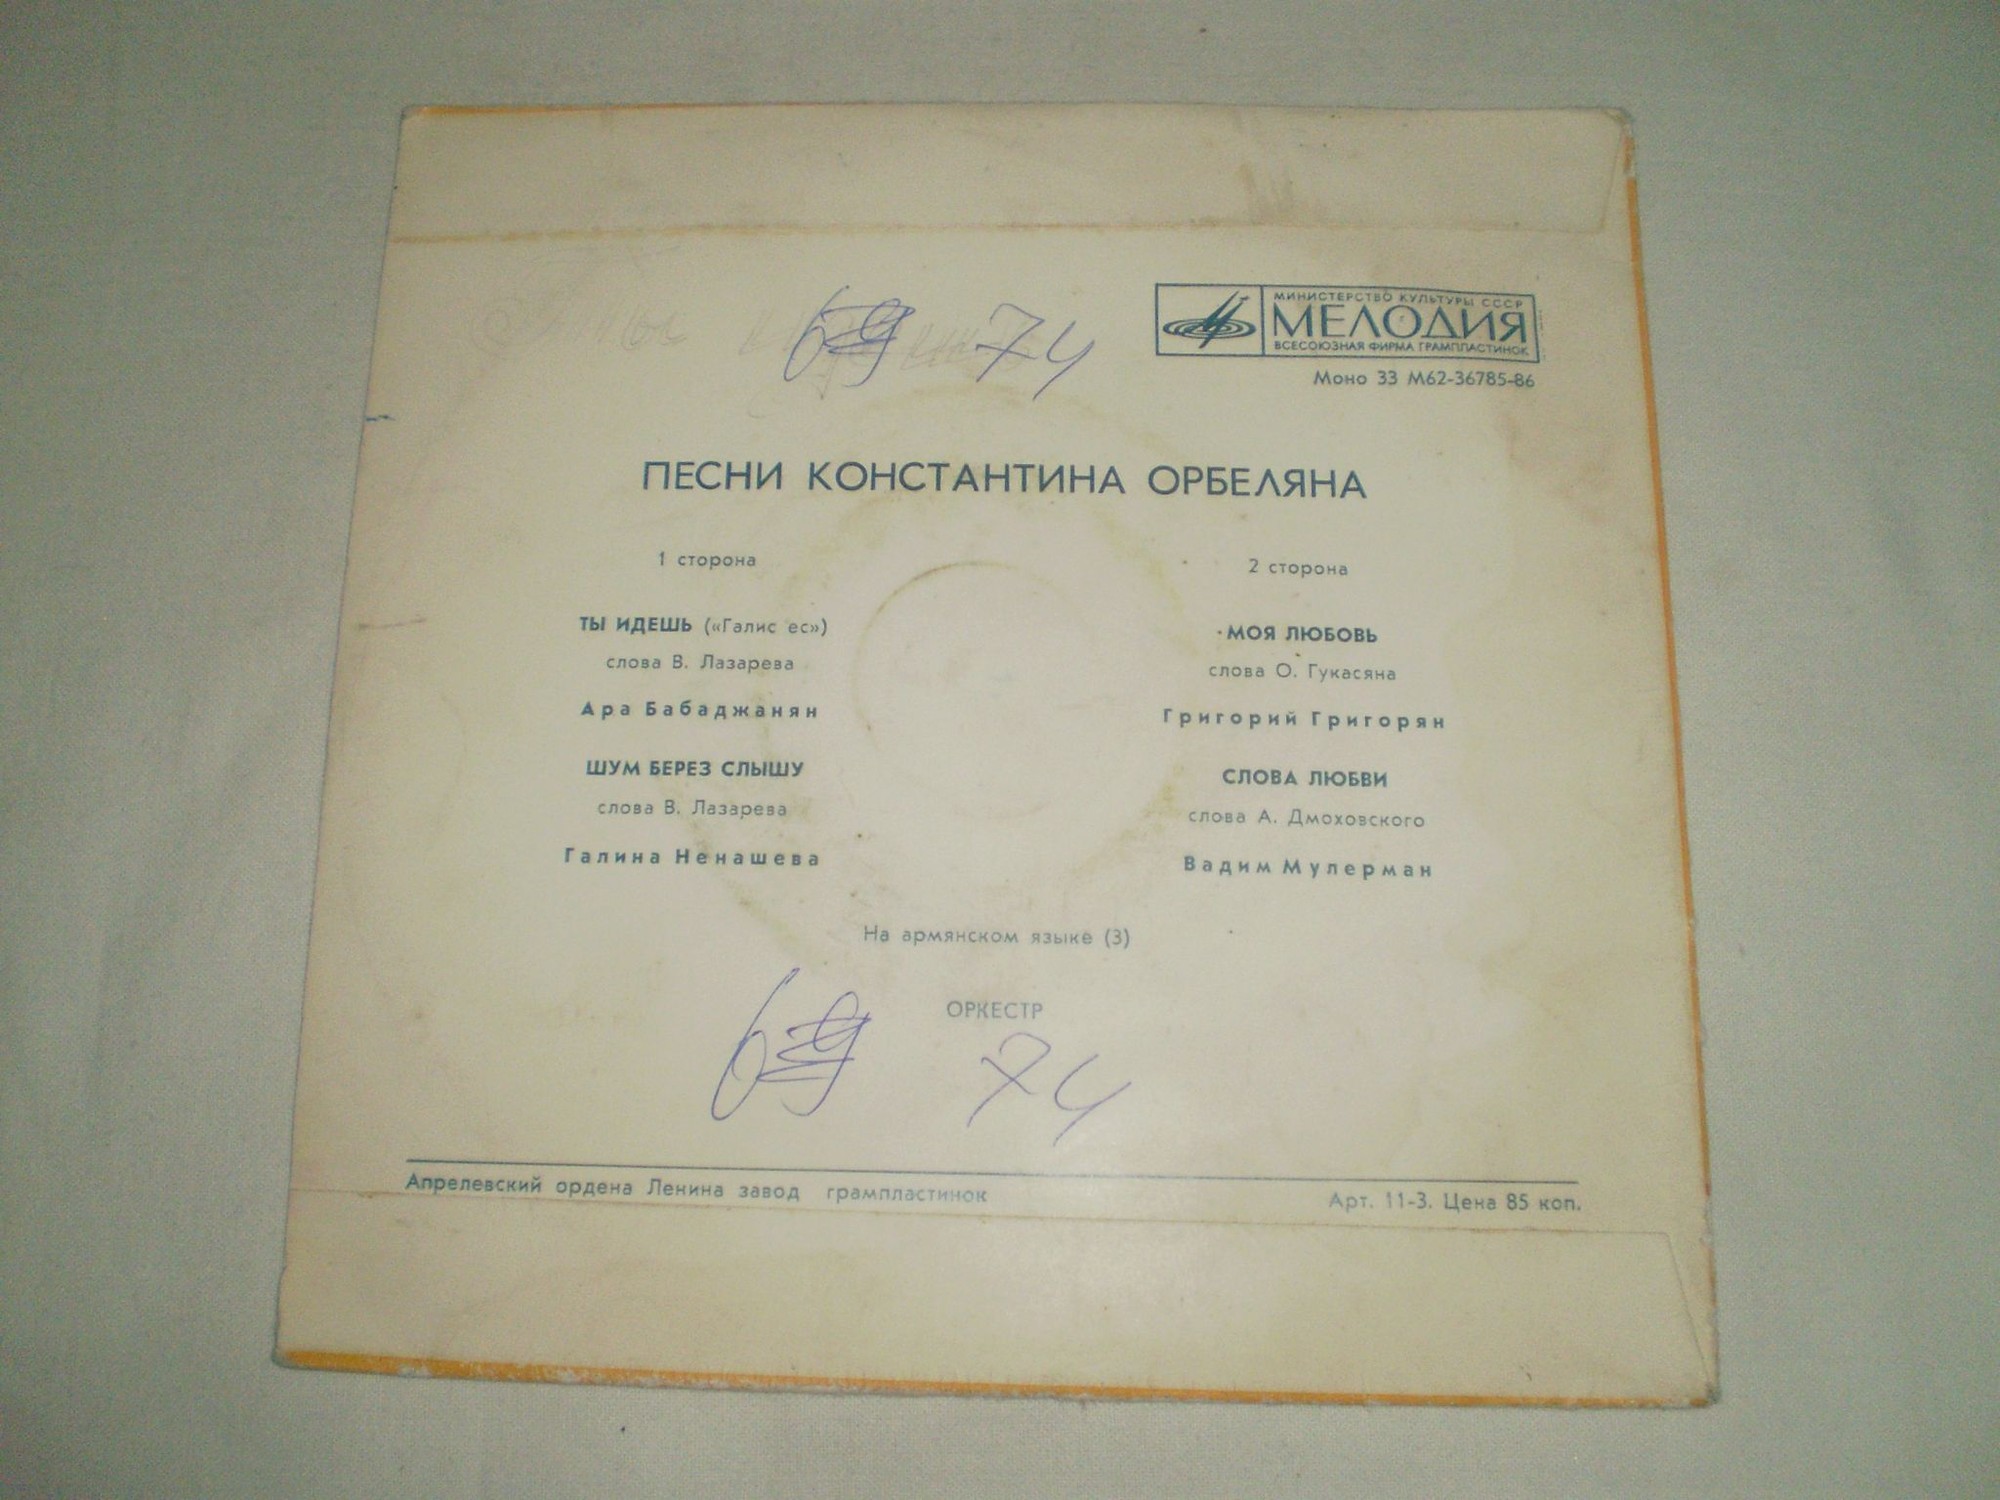 69 74
МИНИСТЕРСТВО КУЛЬТУРЫ СССР
МЕЛОДИЯ
ВСЕСОЮЗНАЯ ФИРМА ГРАМПЛАСТИНОК
Моно 33 М62-36785-86
ПЕСНИ КОНСТАНТИНА ОРБЕЛЯНА
1 сторона
ТЫ ИДЕШЬ («Галис ес»)
слова В. Лазарева
Ара Бабаджанян
ШУМ БЕРЕЗ СЛЫШУ
слова В. Лазарева
Галина Ненашева
2 сторона
МОЯ ЛЮБОВЬ
слова О. Гукасяна
Григорий Григорян
СЛОВА ЛЮБВИ
слова А. Дмоховского
Вадим Мулерман
На армянском языке (3)
ОРКЕСТР
69 74
Апрелевский ордена Ленина завод грампластинок
Арт. 11-3. Цена 85 коп.